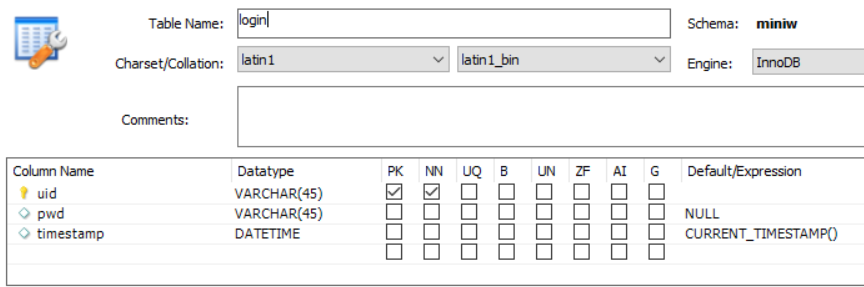 Table Name: login Schema: miniw
Charset/Collation: latin1 latin1_bin Engine: InnoDB
Comments:
Column Name Datatype PK NN UQ B UN ZF AI G Default/Expression
uid VARCHAR(45)
pwd VARCHAR(45) NULL
timestamp DATETIME CURRENT_TIMESTAMP()